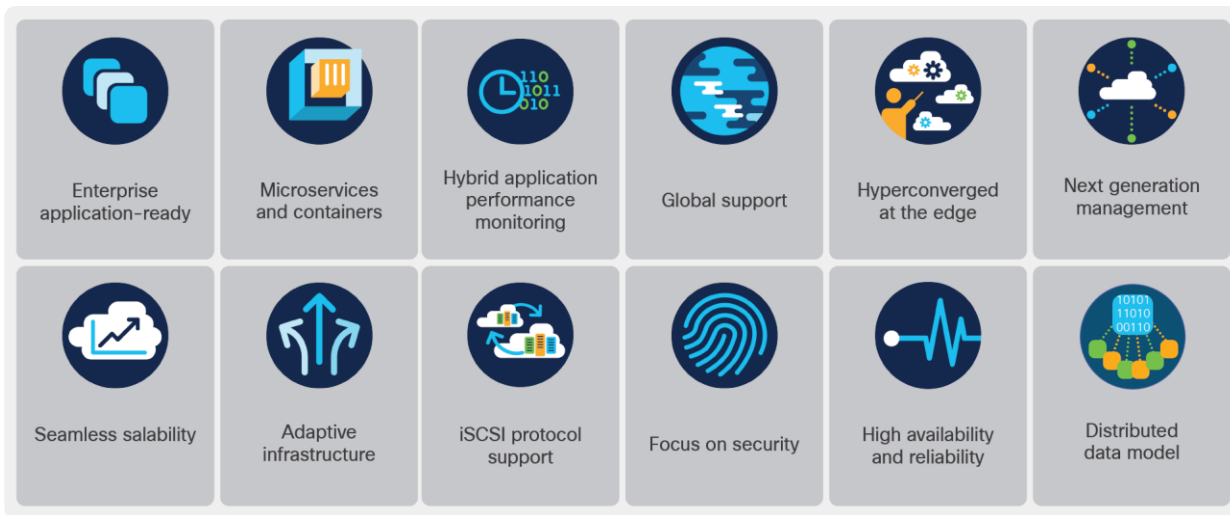 110
1011
010
Enterprise
application-ready
Microservices
and containers
Hybrid application
performance
monitoring
Global support
Hyperconverged
at the edge
Next generation
management
10101
11010
00110
Seamless salability
Adaptive
infrastructure
iSCSI protocol
support
Focus on security
High availability
and reliability
Distributed
data model